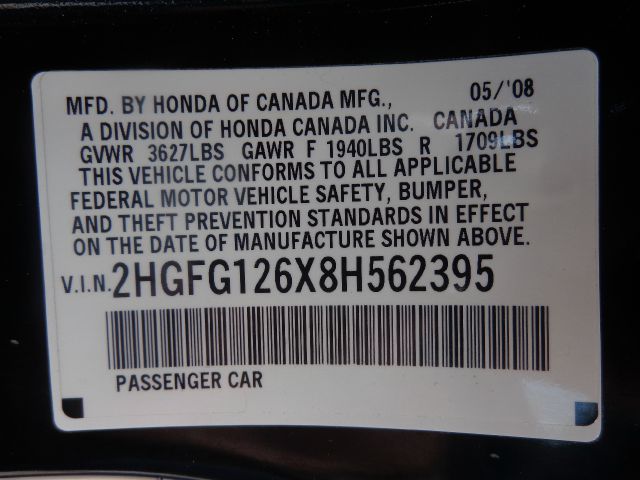 MFD. BY HONDA OF CANADA MFG., 05/'08
A DIVISION OF HONDA CANADA INC. CANADA
GVWR 3627LBS GAWR F 1940LBS R 1709LBS
THIS VEHICLE CONFORMS TO ALL APPLICABLE
FEDERAL MOTOR VEHICLE SAFETY, BUMPER,
AND THEFT PREVENTION STANDARDS IN EFFECT
ON THE DATE OF MANUFACTURE SHOWN ABOVE.
V.I.N. 2HGFG126X8H562395
PASSENGER CAR